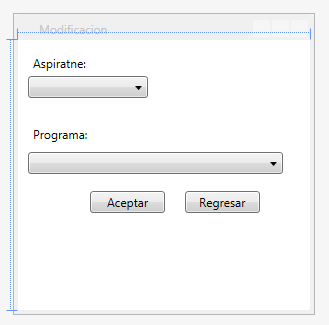 Modificacion
Aspiratne:
Programa:
Aceptar Regresar